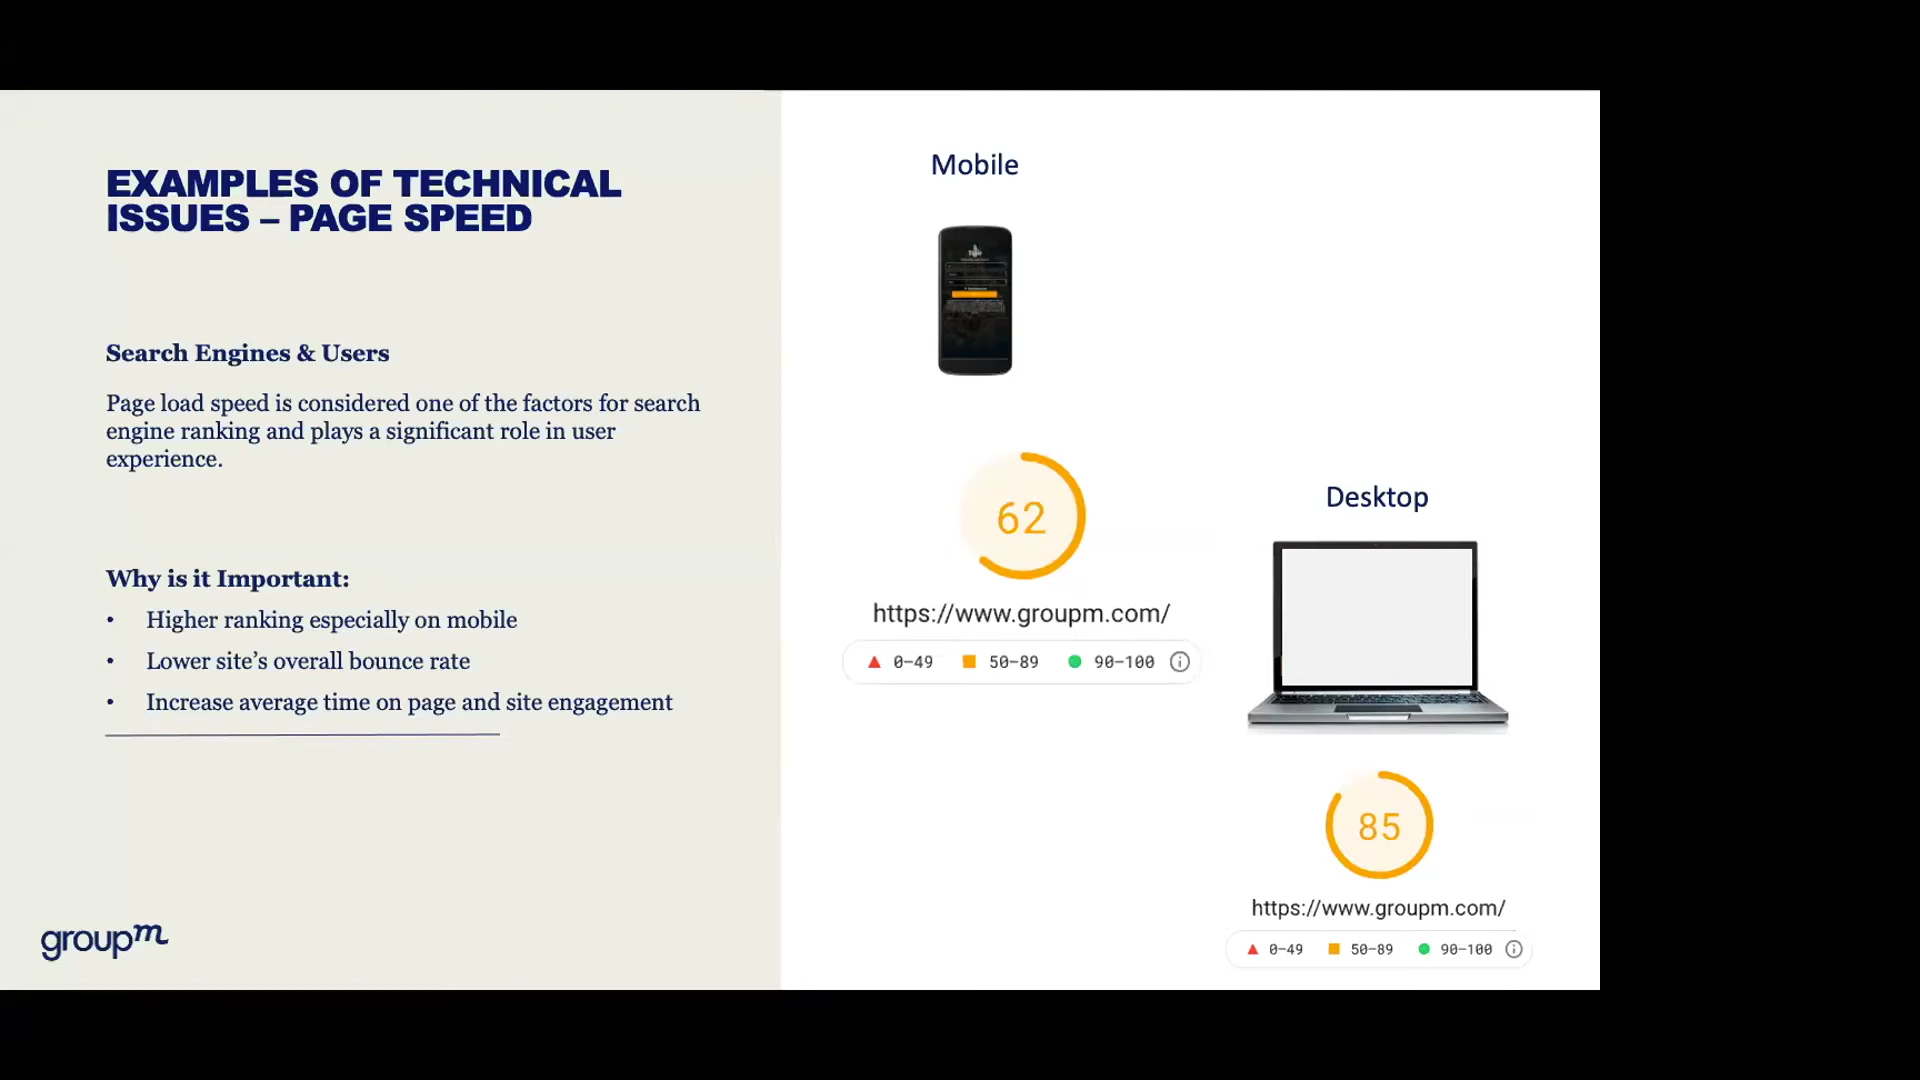 EXAMPLES OF TECHNICAL
ISSUES – PAGE SPEED
Search Engines & Users
Page load speed is considered one of the factors for search
engine ranking and plays a significant role in user
experience.
Why is it Important:
• Higher ranking especially on mobile
• Lower site’s overall bounce rate
• Increase average time on page and site engagement
groupm
Mobile
62
https://www.groupm.com/
0–49 50–89 90–100
Desktop
85
https://www.groupm.com/
0–49 50–89 90–100